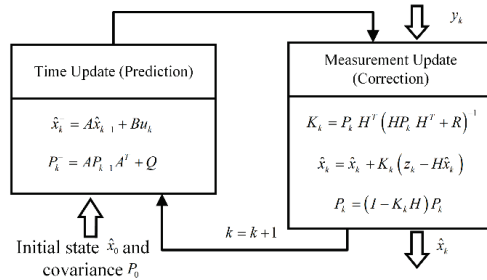 y_k
Time Update (Prediction)
x̂_k^- = Ax̂_{k-1} + Bu_k
P_k^- = AP_{k-1}A^T + Q
Initial state x̂_0 and
covariance P_0
Measurement Update
(Correction)
K_k = P_k H^T (HP_k H^T + R)^{-1}
x̂_k = x̂_k + K_k (z_k - Hx̂_k)
P_k = (I - K_k H)P_k
k = k+1
x̂_k